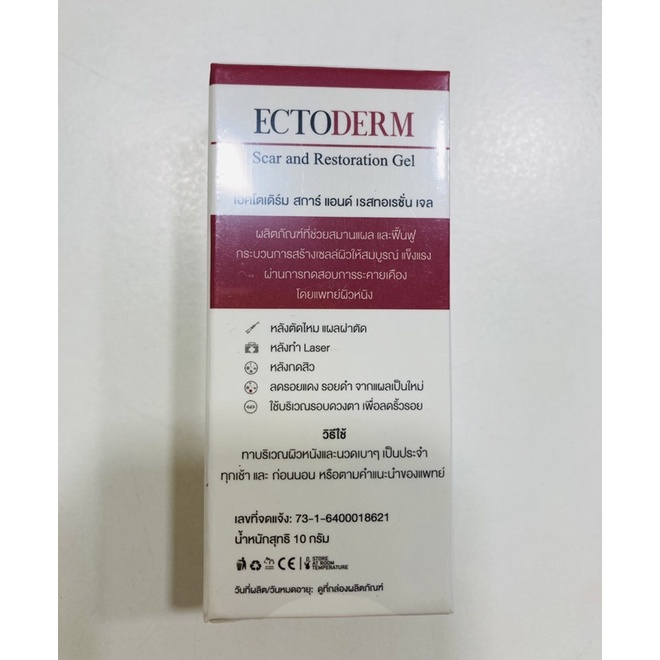 ECTODERM
Scar and Restoration Gel
เอคโตเดิร์ม สการ์ แอนด์ เรสทอเรชั่น เจล
ผลิตภัณฑ์ที่ช่วยสมานแผล และฟื้นฟู
กระบวนการสร้างเซลล์ผิวให้สมบูรณ์ แข็งแรง
ผ่านการทดสอบการระคายเคือง
โดยแพทย์ผิวหนัง
หลังตัดไหม แผลผ่าตัด
หลังทำ Laser
หลังกดสิว
ลดรอยแดง รอยดำ จากแผลเป็นใหม่
ใช้บริเวณรอบดวงตา เพื่อลดริ้วรอย
วิธีใช้
ทาบริเวณผิวหนังและนวดเบาๆ เป็นประจำ
ทุกเช้า และ ก่อนนอน หรือตามคำแนะนำของแพทย์
เลขที่จดแจ้ง: 73-1-6400018621
น้ำหนักสุทธิ 10 กรัม
CE STORE
AT ROOM
TEMPERATURE
วันที่ผลิต/วันหมดอายุ: ดูที่กล่องผลิตภัณฑ์